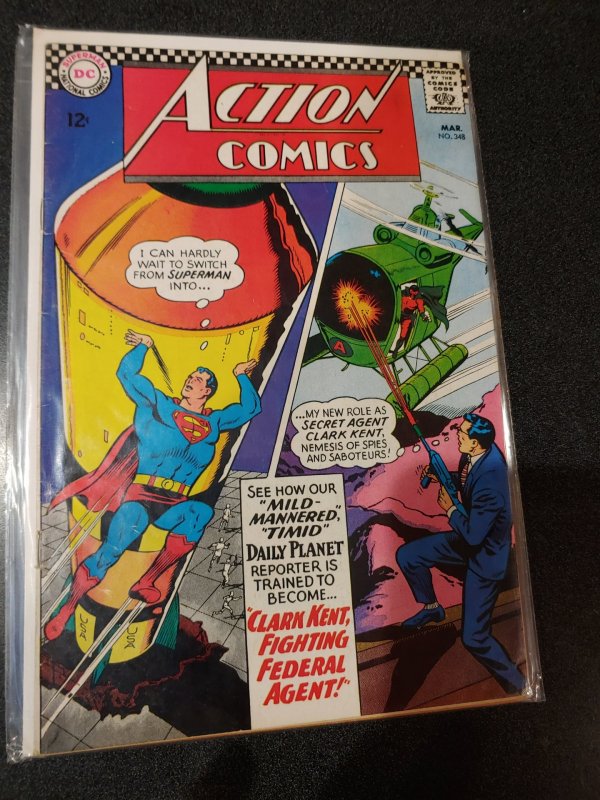 SUPERMAN
DC
NATIONAL COMICS
12¢
ACTION
COMICS
APPROVED
BY THE
COMICS
CODE
AUTHORITY
MAR.
NO. 348
I CAN HARDLY
WAIT TO SWITCH
FROM SUPERMAN
INTO...
A
...MY NEW ROLE AS
SECRET AGENT
CLARK KENT,
NEMESIS OF SPIES
AND SABOTEURS!
SEE HOW OUR
"MILD-
MANNERED",
"TIMID"
DAILY PLANET
REPORTER IS
TRAINED TO
BECOME...
"CLARK KENT,
FIGHTING
FEDERAL
AGENT!"